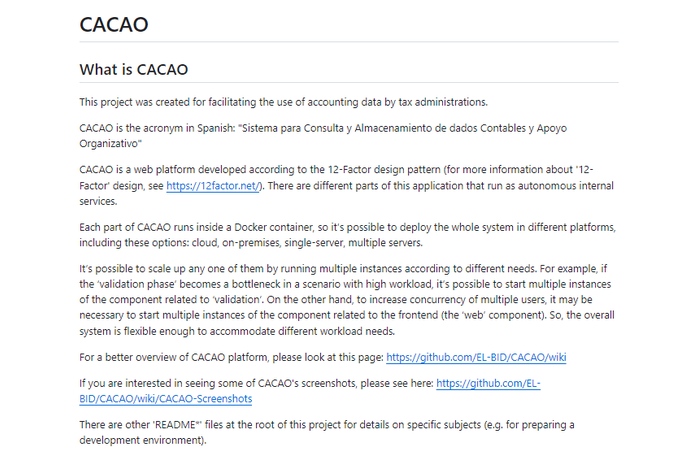 CACAO
What is CACAO
This project was created for facilitating the use of accounting data by tax administrations.
CACAO is the acronym in Spanish: "Sistema para Consulta y Almacenamiento de dados Contables y Apoyo
Organizativo"
CACAO is a web platform developed according to the 12-Factor design pattern (for more information about '12-
Factor' design, see https://12factor.net/). There are different parts of this application that run as autonomous internal
services.
Each part of CACAO runs inside a Docker container, so it's possible to deploy the whole system in different platforms,
including these options: cloud, on-premises, single-server, multiple servers.
It's possible to scale up any one of them by running multiple instances according to different needs. For example, if
the 'validation phase' becomes a bottleneck in a scenario with high workload, it's possible to start multiple instances
of the component related to 'validation'. On the other hand, to increase concurrency of multiple users, it may be
necessary to start multiple instances of the component related to the frontend (the 'web' component). So, the overall
system is flexible enough to accommodate different workload needs.
For a better overview of CACAO platform, please look at this page: https://github.com/EL-BID/CACAO/wiki
If you are interested in seeing some of CACAO's screenshots, please see here: https://github.com/EL-
BID/CACAO/wiki/CACAO-Screenshots
There are other 'README*' files at the root of this project for details on specific subjects (e.g. for preparing a
development environment).